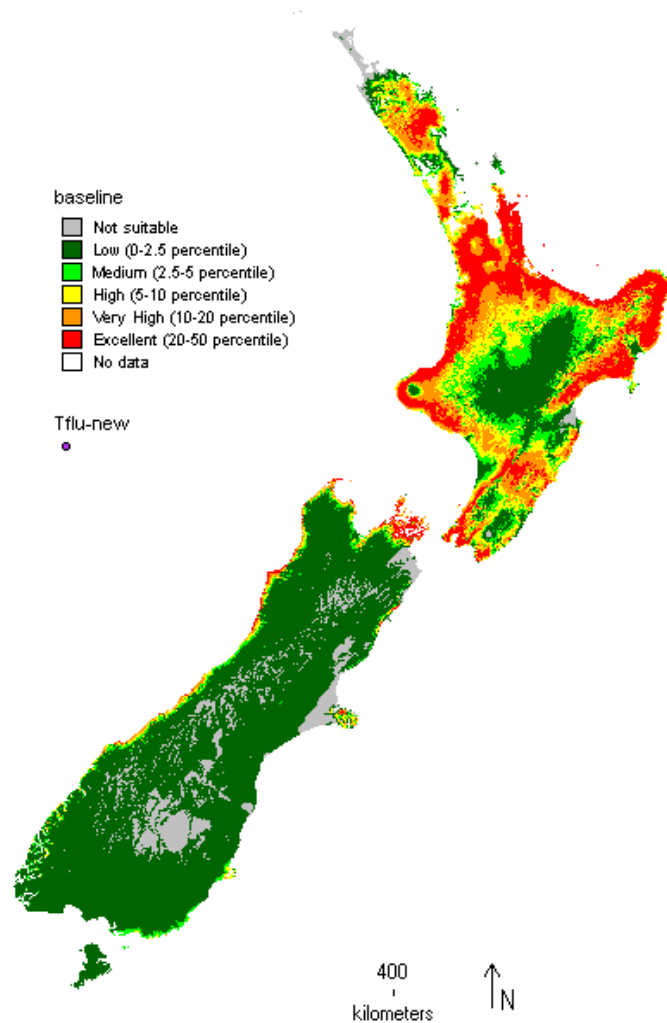 baseline
Not suitable
Low (0-2.5 percentile)
Medium (2.5-5 percentile)
High (5-10 percentile)
Very High (10-20 percentile)
Excellent (20-50 percentile)
No data
Tflu-new
400
kilometers
N